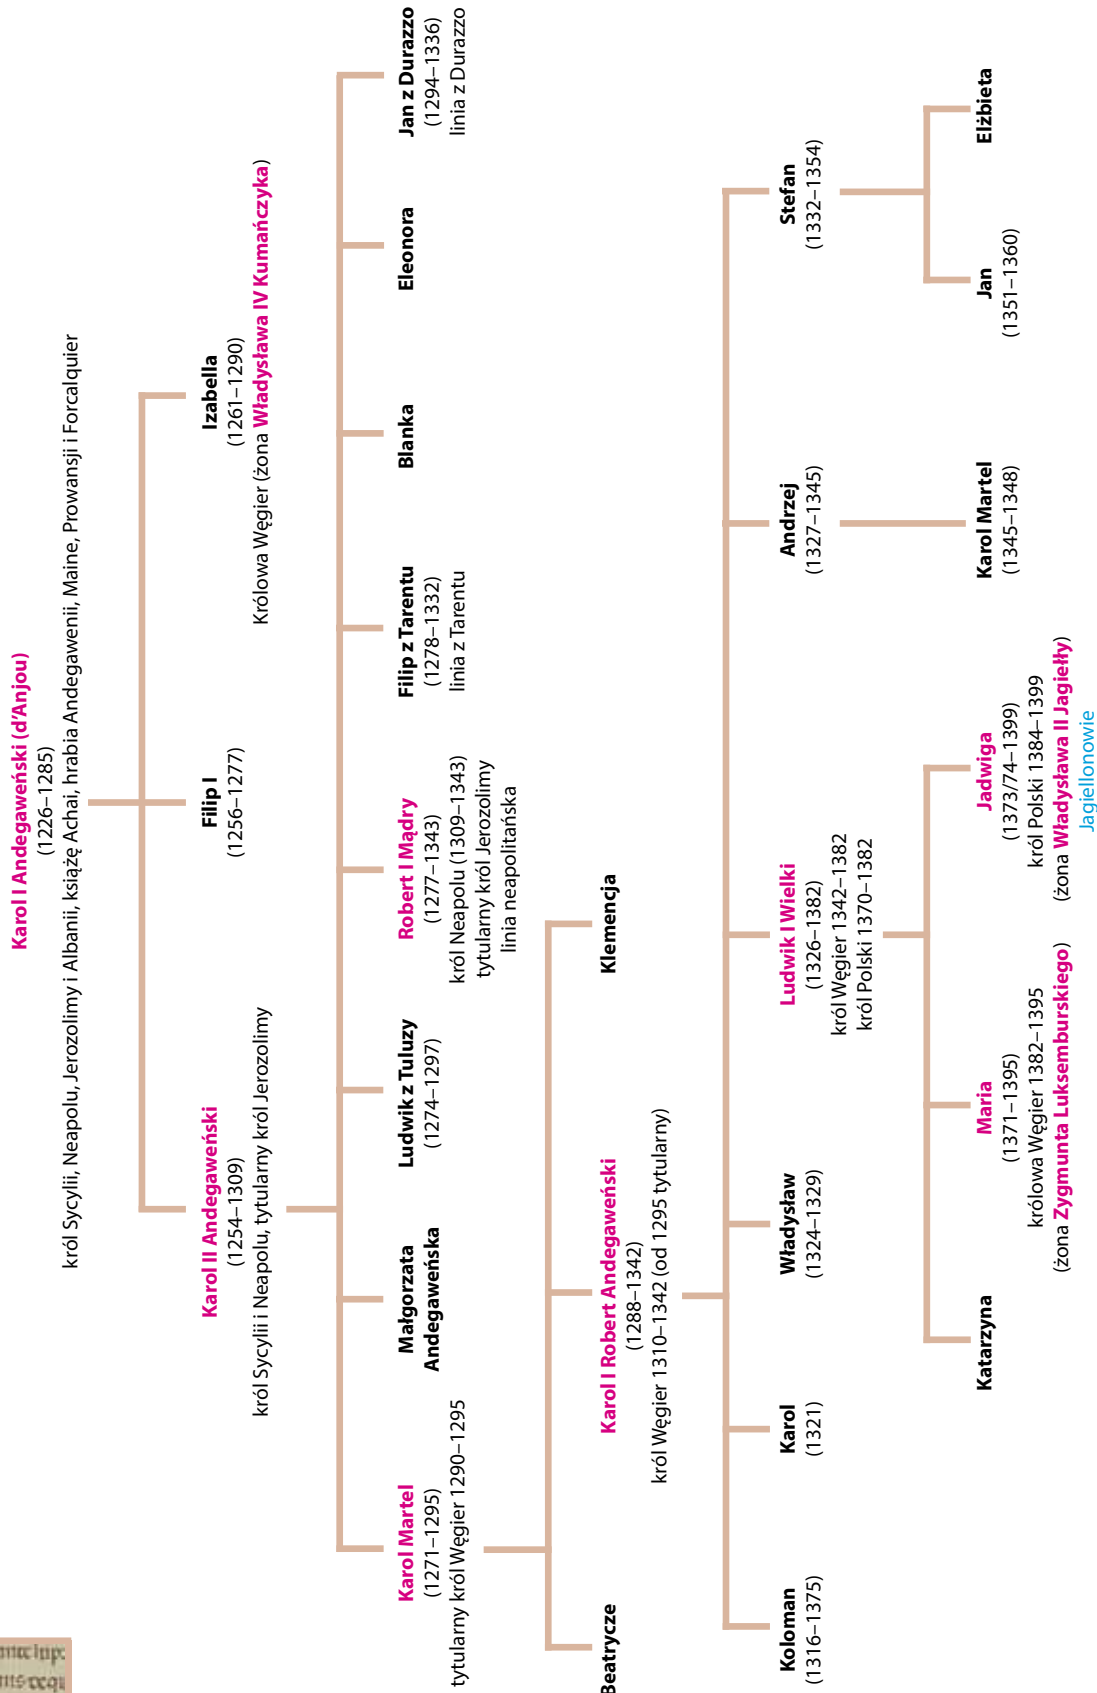 Karol I Andegaweński (d'Anjou)
(1226–1285)
król Sycylii, Neapolu, Jerozolimy i Albanii, książę Achai, hrabia Andegawenii, Maine, Prowansji i Forcalquier
Karol II Andegaweński
(1254–1309)
król Sycylii i Neapolu, tytularny król Jerozolimy
Filip I
(1256–1277)
Izabella
(1261–1290)
Królowa Węgier (żona Władysława IV Kumańczyka)
Karol Martel
(1271–1295)
tytularny król Węgier 1290–1295
Małgorzata
Andegaweńska
Ludwik z Tuluzy
(1274–1297)
Robert I Mądry
(1277–1343)
król Neapolu (1309–1343)
tytularny król Jerozolimy
linia neapolitańska
Filip z Tarentu
(1278–1332)
linia z Tarentu
Blanka
Eleonora
Jan z Durazzo
(1294–1336)
linia z Durazzo
Beatrycze
Karol I Robert Andegaweński
(1288–1342)
król Węgier 1310–1342 (od 1295 tytularny)
Klemencja
Koloman
(1316–1375)
Karol
(1321)
Władysław
(1324–1329)
Ludwik I Wielki
(1326–1382)
król Węgier 1342–1382
król Polski 1370–1382
Andrzej
(1327–1345)
Stefan
(1332–1354)
Katarzyna
Maria
(1371–1395)
królowa Węgier 1382–1395
(żona Zygmunta Luksemburskiego)
Jadwiga
(1373/74–1399)
król Polski 1384–1399
(żona Władysława II Jagiełły)
Jagiellonowie
Karol Martel
(1345–1348)
Jan
(1351–1360)
Elżbieta